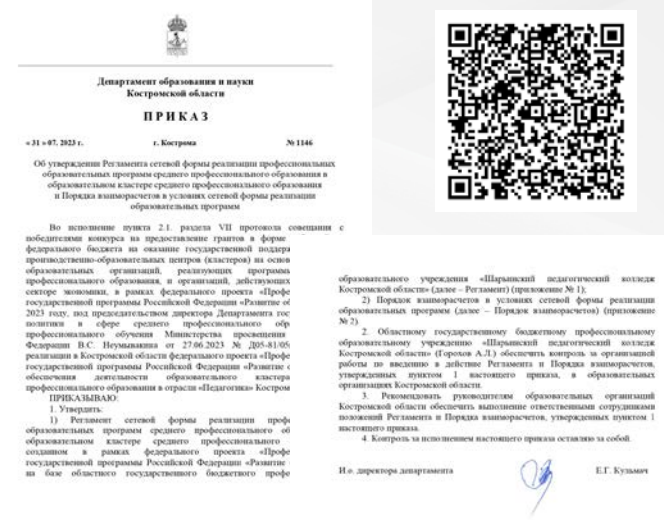 Департамент образования и науки
Костромской области
ПРИКАЗ
« 31 » 07. 2023 г. г. Кострома № 1146
Об утверждении Регламента сетевой формы реализации профессиональных
образовательных программ среднего профессионального образования в
образовательном кластере среднего профессионального образования
и Порядка взаиморасчетов в условиях сетевой формы реализации
образовательных программ
Во исполнение пункта 2.1. раздела VII протокола совещания с
победителями конкурса на предоставление грантов в форме
федерального бюджета на оказание государственной поддерж
производственно-образовательных центров (кластеров) на основ
образовательных организаций, реализующих программы
профессионального образования, и организаций, действующих
секторе экономики, в рамках федерального проекта «Профе
государственной программы Российской Федерации «Развитие об
2023 году, под председательством директора Департамента гос
политики в сфере среднего профессионального обр
профессионального обучения Министерства просвещения
Федерации В.С. Неумывакина от 27.06.2023 № Д05-81/05
реализации в Костромской области федерального проекта «Профе
государственной программы Российской Федерации «Развитие о
обеспечения деятельности образовательного кластера
профессионального образования в отрасли «Педагогика» Костром
ПРИКАЗЫВАЮ:
1. Утвердить:
1) Регламент сетевой формы реализации проф
образовательных программ среднего профессионального об
образовательном кластере среднего профессионального
созданном в рамках федерального проекта «Профе
государственной программы Российской Федерации «Развитие
на базе областного государственного бюджетного профе
образовательного учреждения «Шарьинский педагогический колледж
Костромской области» (далее – Регламент) (приложение № 1);
2) Порядок взаиморасчетов в условиях сетевой формы реализации
образовательных программ (далее – Порядок взаиморасчетов) (приложение
№ 2).
2. Областному государственному бюджетному профессиональному
образовательному учреждению «Шарьинский педагогический колледж
Костромской области» (Горохов А.Л.) обеспечить контроль за организацией
работы по введению в действие Регламента и Порядка взаиморасчетов,
утвержденных пунктом 1 настоящего приказа, в образовательных
организациях Костромской области.
3. Рекомендовать руководителям образовательных организаций
Костромской области обеспечить выполнение ответственными сотрудниками
положений Регламента и Порядка взаиморасчетов, утвержденных пунктом 1
настоящего приказа.
4. Контроль за исполнением настоящего приказа оставляю за собой.
И.о. директора департамента Е.Г. Кульмач